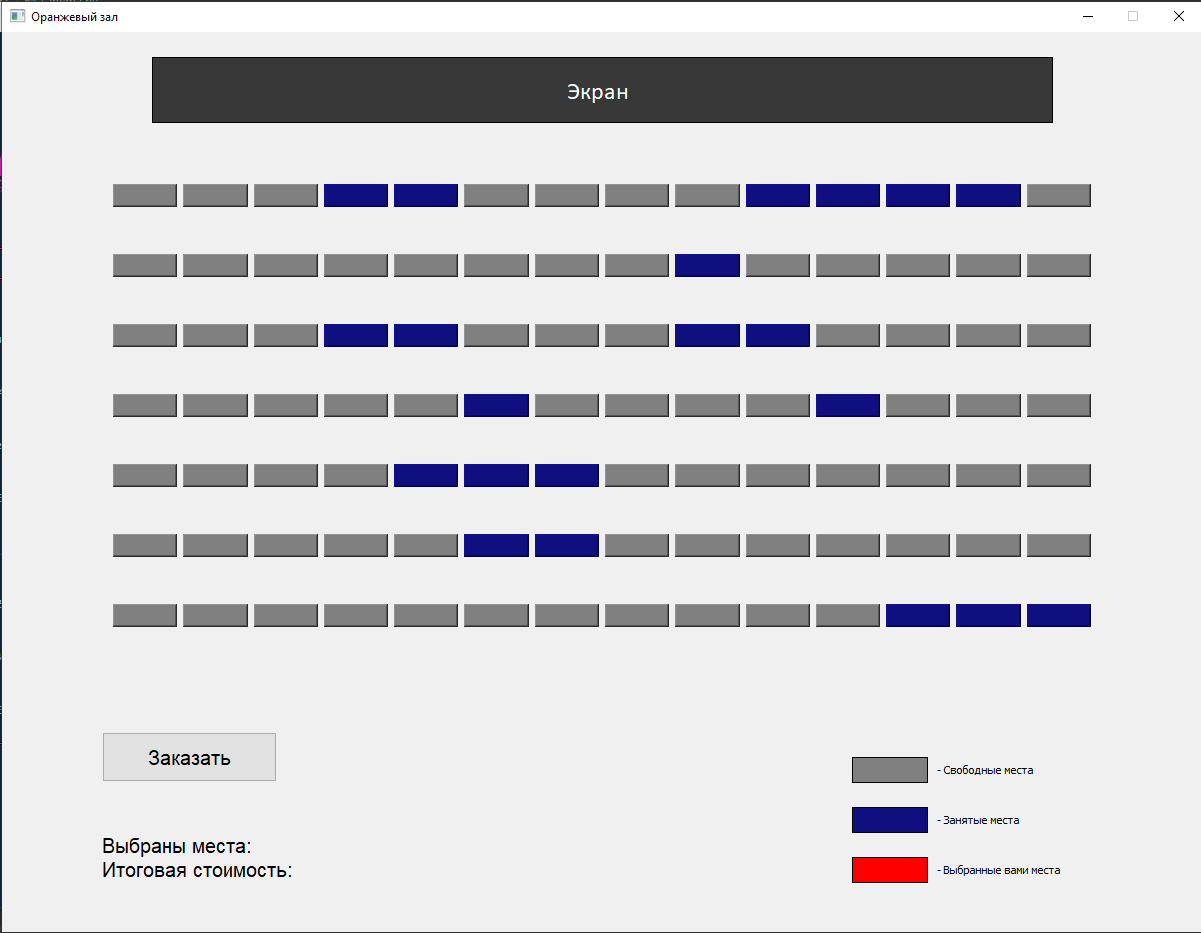 Оранжевый зал
Экран
Заказать
- Свободные места
- Занятые места
Выбраны места:
Итоговая стоимость:
- Выбранные вами места